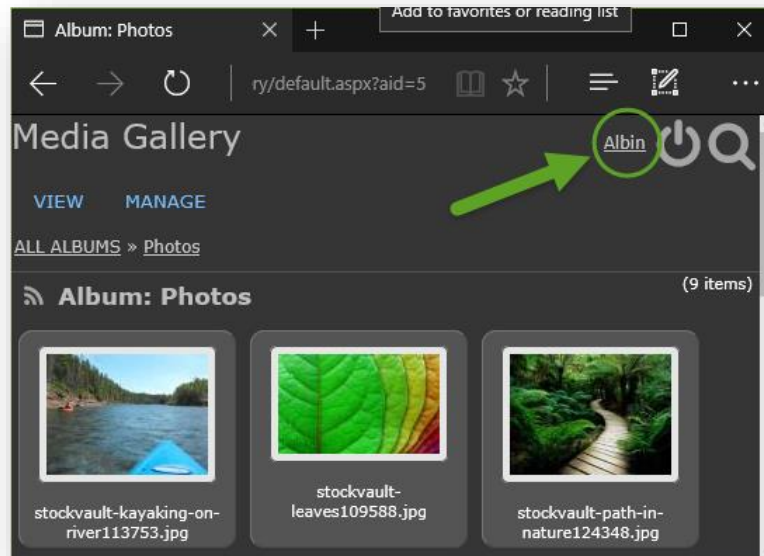 Add to favorites or reading list
Album: Photos
ry/default.aspx?aid=5
Media Gallery
Albin
VIEW MANAGE
ALL ALBUMS » Photos
(9 items)
Album: Photos
stockvault-kayaking-on-
river113753.jpg
stockvault-
leaves109588.jpg
stockvault-path-in-
nature124348.jpg